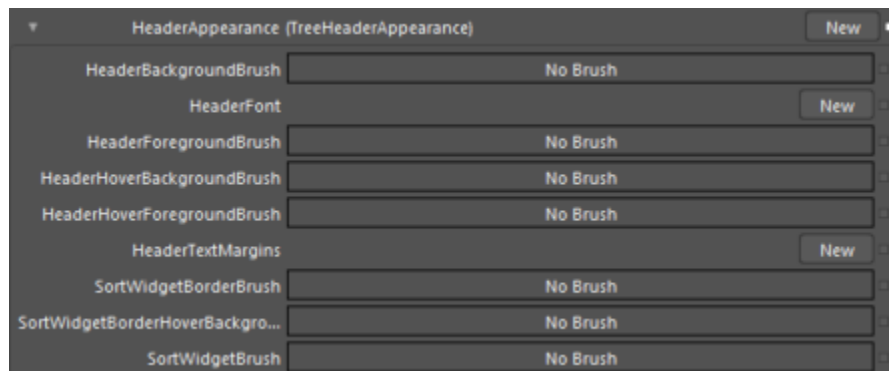 HeaderAppearance (TreeHeaderAppearance) New
HeaderBackgroundBrush No Brush
HeaderFont New
HeaderForegroundBrush No Brush
HeaderHoverBackgroundBrush No Brush
HeaderHoverForegroundBrush No Brush
HeaderTextMargins New
SortWidgetBorderBrush No Brush
SortWidgetBorderHoverBackgro... No Brush
SortWidgetBrush No Brush